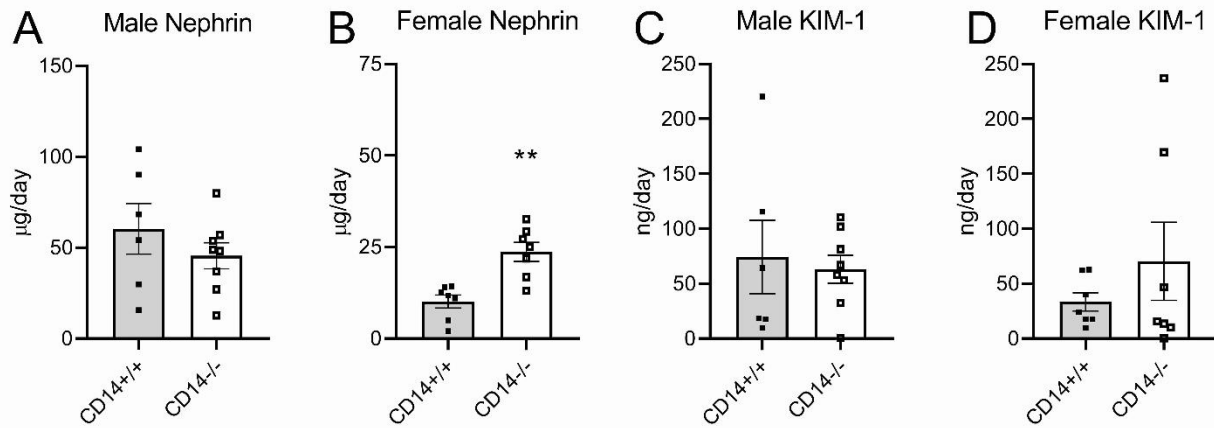 A Male Nephrin
150
100
50
0
μg/day
CD14+/+
CD14-/-
B Female Nephrin
75
50
25
0
μg/day
**
CD14+/+
CD14-/-
C Male KIM-1
250
200
150
100
50
0
ng/day
CD14+/+
CD14-/-
D Female KIM-1
250
200
150
100
50
0
ng/day
CD14+/+
CD14-/-